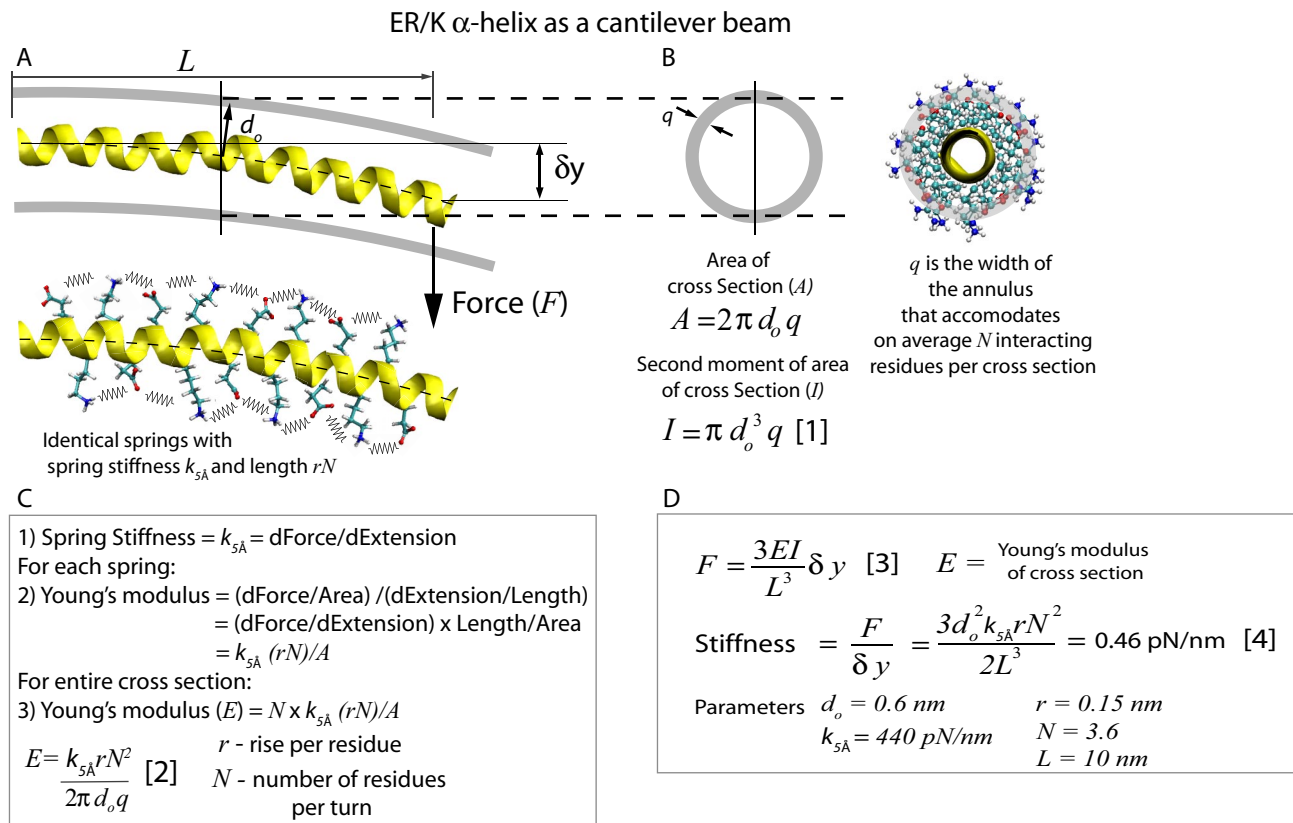 ER/K α-helix as a cantilever beam
A
L
d_o
δy
Force (F)
Identical springs with
spring stiffness k_5Å and length rN
B
q
Area of
cross Section (A)
A = 2π d_o q
Second moment of area
of cross Section (I)
I = π d_o^3 q [1]
q is the width of
the annulus
that accomodates
on average N interacting
residues per cross section
C
1) Spring Stiffness = k_5Å = dForce/dExtension
For each spring:
2) Young's modulus = (dForce/Area) /(dExtension/Length)
= (dForce/dExtension) x Length/Area
= k_5Å (rN)/A
For entire cross section:
3) Young's modulus (E) = N x k_5Å (rN)/A
E = k_5Å rN^2 / 2π d_o q [2]
r - rise per residue
N - number of residues
per turn
D
F = 3EI / L^3 δ y [3]
E = Young's modulus
of cross section
Stiffness = F / δ y = 3d_o^2 k_5Å rN^2 / 2L^3 = 0.46 pN/nm [4]
Parameters d_o = 0.6 nm r = 0.15 nm
k_5Å = 440 pN/nm N = 3.6
L = 10 nm